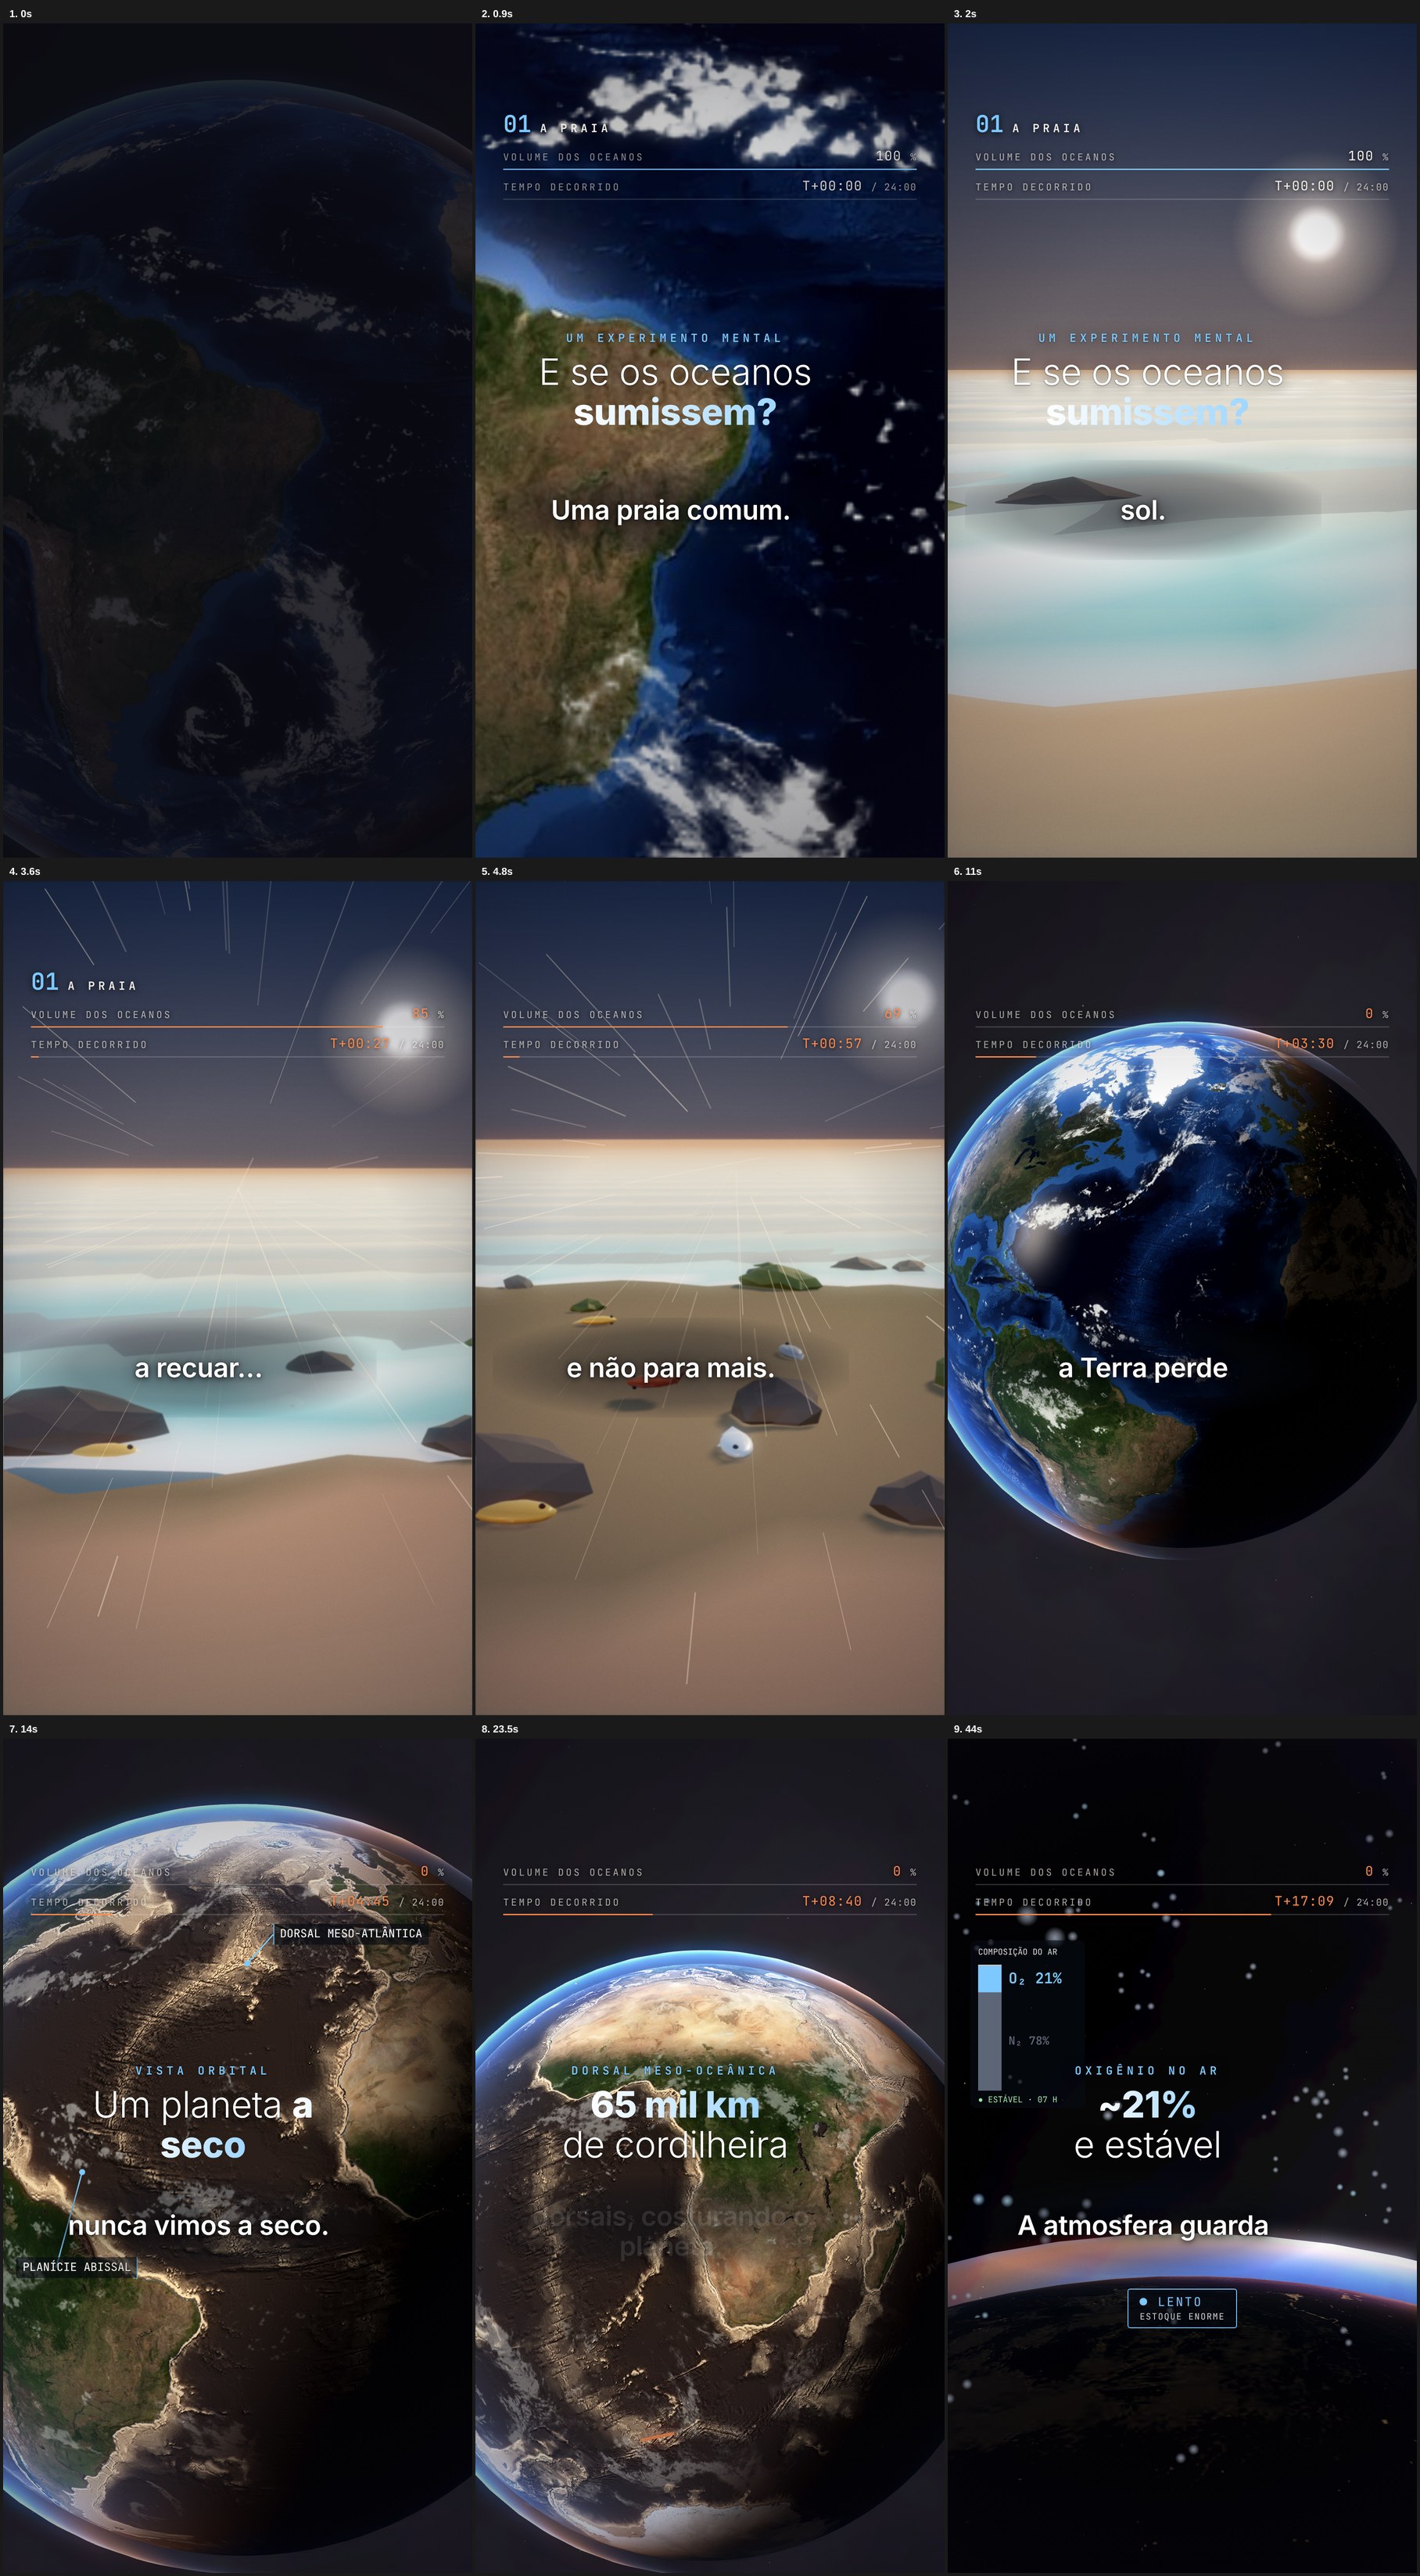 1. 0s
2. 0.9s
01 A PRAIA
VOLUME DOS OCEANOS 100 %
TEMPO DECORRIDO T+00:00 / 24:00
UM EXPERIMENTO MENTAL
E se os oceanos
sumissem?
Uma praia comum.
3. 2s
01 A PRAIA
VOLUME DOS OCEANOS 100 %
TEMPO DECORRIDO T+00:00 / 24:00
UM EXPERIMENTO MENTAL
E se os oceanos
sumissem?
sol.
4. 3.6s
01 A PRAIA
VOLUME DOS OCEANOS 85 %
TEMPO DECORRIDO / 24:00
a recuar...
5. 4.8s
VOLUME DOS OCEANOS %
TEMPO DECORRIDO T+00:57 / 24:00
e não para mais.
6. 11s
VOLUME DOS OCEANOS 0 %
TEMPO DECORRIDO T+03:30 / 24:00
a Terra perde
7. 14s
VOLUME DOS OCEANOS 0 %
TEMPO DECORRIDO T+04:45 / 24:00
DORSAL MESO-ATLÂNTICA
VISTA ORBITAL
Um planeta a
seco
nunca vimos a seco.
PLANÍCIE ABISSAL
8. 23.5s
VOLUME DOS OCEANOS 0 %
TEMPO DECORRIDO T+08:40 / 24:00
DORSAL MESO-OCEÂNICA
65 mil km
de cordilheira
9. 44s
VOLUME DOS OCEANOS 0 %
TEMPO DECORRIDO T+17:09 / 24:00
COMPOSIÇÃO DO AR
O₂ 21%
N₂ 78%
● ESTÁVEL · 07 H
OXIGÊNIO NO AR
~21%
e estável
A atmosfera guarda
● LENTO
ESTOQUE ENORME